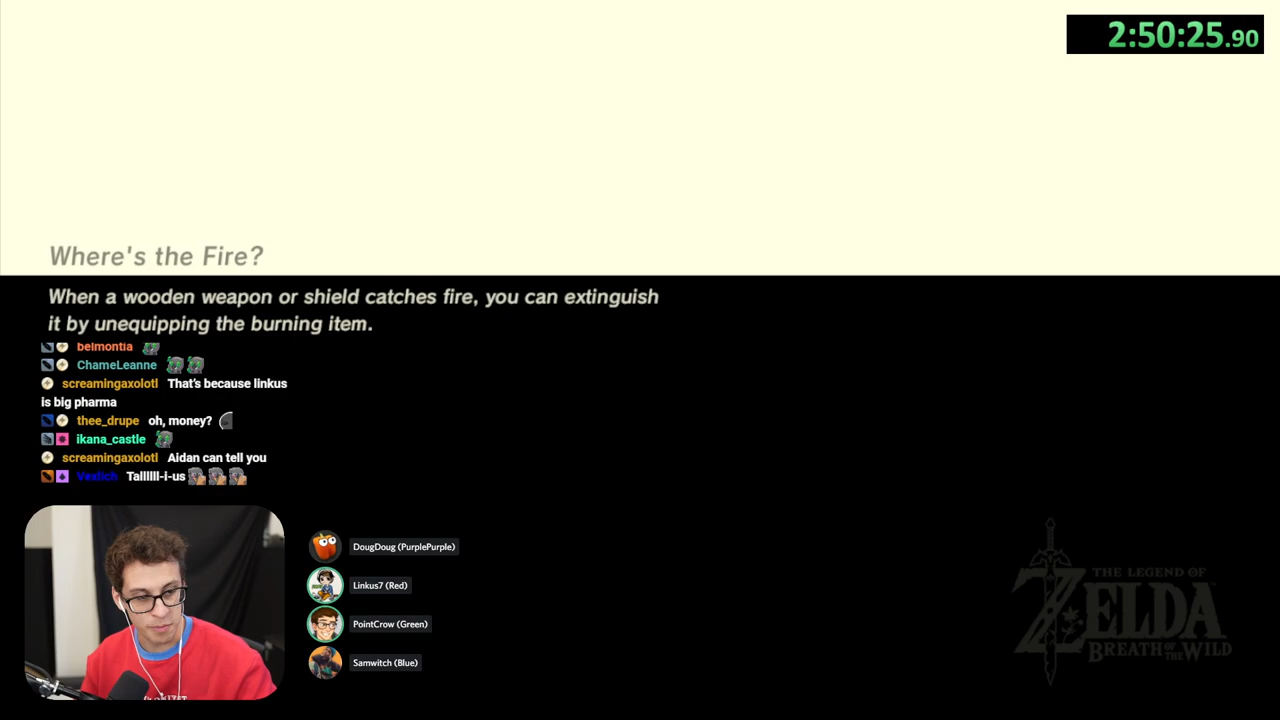 2:50:25.90
Where's the Fire?
When a wooden weapon or shield catches fire, you can extinguish
it by unequipping the burning item.
belmontia
ChameLeanne
screamingaxolotl That's because linkus
is big pharma
thee_drupe oh, money?
ikana_castle
screamingaxolotl Aidan can tell you
Tallllll-i-us
DougDoug (PurplePurple)
Linkus7 (Red)
PointCrow (Green)
Samwitch (Blue)
THE LEGEND OF
ZELDA
BREATH OF THE WILD